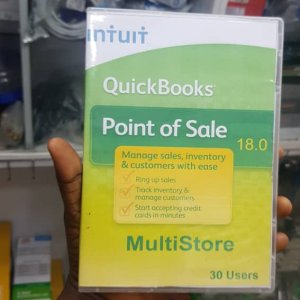 intuit
QuickBooks
Point of Sale
18.0
Manage sales, inventory
& customers with ease
Ring up sales
Track inventory &
manage customers
Start accepting credit
cards in minutes
MultiStore
30 Users